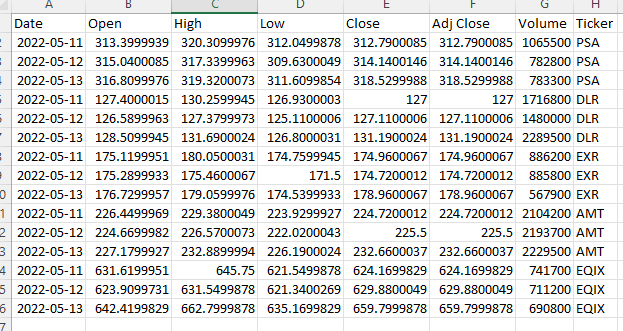 A B C D E F G H
Date Open High Low Close Adj Close Volume Ticker
2 2022-05-11 313.3999939 320.3099976 312.0499878 312.7900085 312.7900085 1065500 PSA
3 2022-05-12 315.0400085 317.3399963 309.6300049 314.1400146 314.1400146 782800 PSA
4 2022-05-13 316.8099976 319.3200073 311.6099854 318.5299988 318.5299988 783300 PSA
5 2022-05-11 127.4000015 130.2599945 126.9300003 127 127 1716800 DLR
6 2022-05-12 126.5899963 127.3799973 125.1100006 127.1100006 127.1100006 1480000 DLR
7 2022-05-13 128.5099945 131.6900024 126.8000031 131.1900024 131.1900024 2289500 DLR
8 2022-05-11 175.1199951 180.0500031 174.7599945 174.9600067 174.9600067 886200 EXR
9 2022-05-12 175.2899933 175.4600067 171.5 174.7200012 174.7200012 885800 EXR
0 2022-05-13 176.7299957 179.0599976 174.5399933 178.9600067 178.9600067 567900 EXR
1 2022-05-11 226.4499969 229.3800049 223.9299927 224.7200012 224.7200012 2104200 AMT
2 2022-05-12 224.6699982 226.5700073 222.0200043 225.5 225.5 2193700 AMT
3 2022-05-13 227.1799927 232.8899994 226.1900024 232.6600037 232.6600037 2229500 AMT
4 2022-05-11 631.6199951 645.75 621.5499878 624.1699829 624.1699829 741700 EQIX
5 2022-05-12 623.9099731 631.5499878 621.3400269 629.8800049 629.8800049 711200 EQIX
6 2022-05-13 642.4199829 662.7999878 635.1699829 659.7999878 659.7999878 690800 EQIX
7